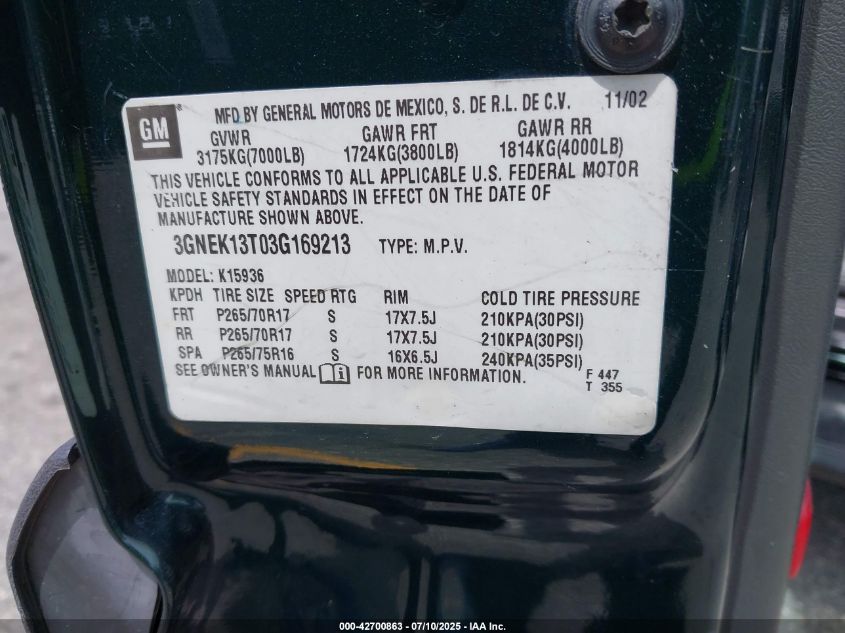 GM ® MFD BY GENERAL MOTORS DE MEXICO, S. DE R.L. DE C.V. 11/02
GVWR GAWR FRT GAWR RR
3175KG(7000LB) 1724KG(3800LB) 1814KG(4000LB)
THIS VEHICLE CONFORMS TO ALL APPLICABLE U.S. FEDERAL MOTOR
VEHICLE SAFETY STANDARDS IN EFFECT ON THE DATE OF
MANUFACTURE SHOWN ABOVE.
3GNEK13T03G169213 TYPE: M.P.V.
MODEL: K15936
KPDH TIRE SIZE SPEED RTG RIM COLD TIRE PRESSURE
FRT P265/70R17 S 17X7.5J 210KPA(30PSI)
RR P265/70R17 S 17X7.5J 210KPA(30PSI)
SPA P265/75R16 S 16X6.5J 240KPA(35PSI)
SEE OWNER'S MANUAL FOR MORE INFORMATION. F 447
T 355
000-42700863 - 07/10/2025 - IAA Inc.